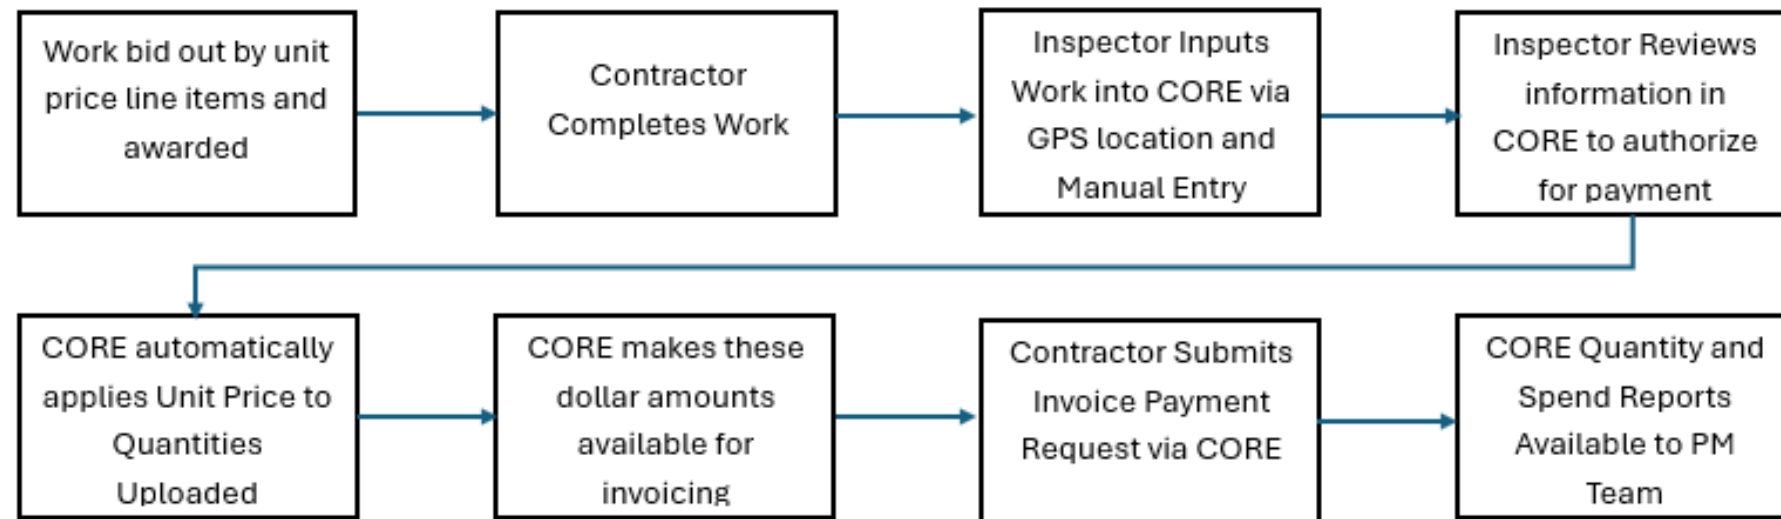 Work bid out by unit
price line items and
awarded
Contractor
Completes Work
Inspector Inputs
Work into CORE via
GPS location and
Manual Entry
Inspector Reviews
information in
CORE to authorize
for payment
CORE automatically
applies Unit Price to
Quantities
Uploaded
CORE makes these
dollar amounts
available for
invoicing
Contractor Submits
Invoice Payment
Request via CORE
CORE Quantity and
Spend Reports
Available to PM
Team